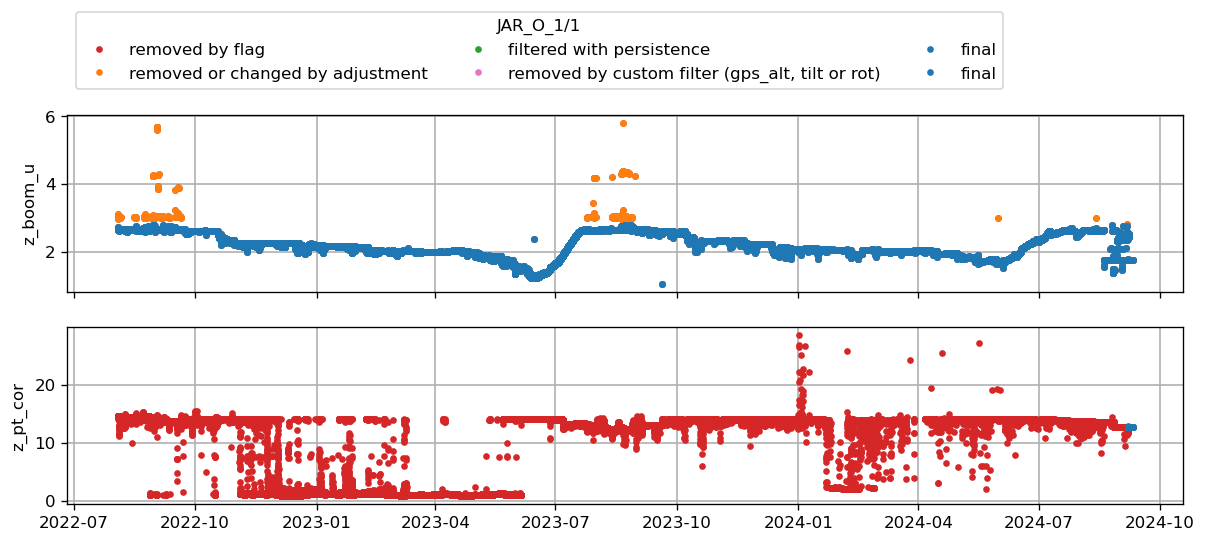 JAR_O_1/1
removed by flag
filtered with persistence
final
removed or changed by adjustment
removed by custom filter (gps_alt, tilt or rot)
final
6
4
2
z_boom_u
20
10
0
z_pt_cor
2022-07
2022-10
2023-01
2023-04
2023-07
2023-10
2024-01
2024-04
2024-07
2024-10